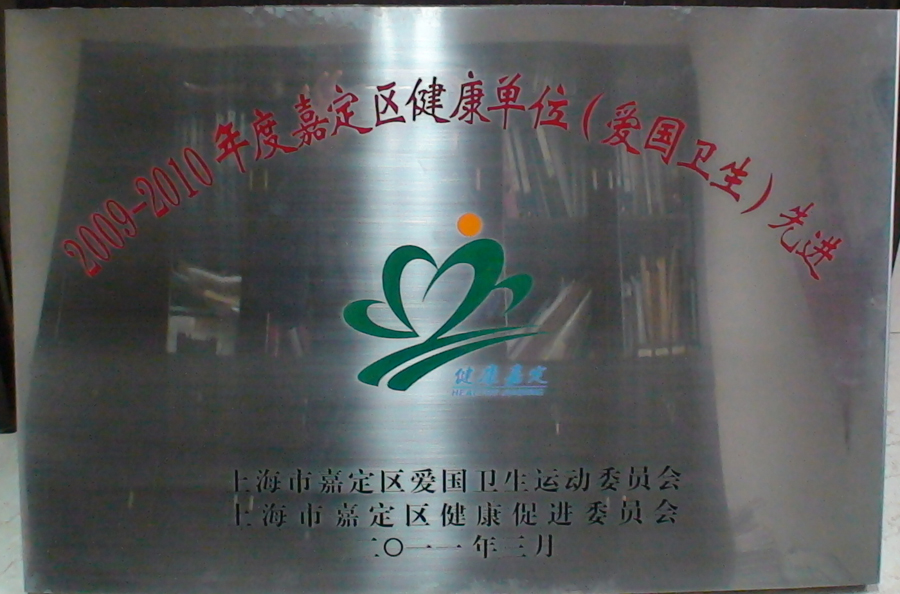 2009-2010年度嘉定区健康单位(爱国卫生)先进
健康嘉定
上海市嘉定区爱国卫生运动委员会
上海市嘉定区健康促进委员会
二〇一一年三月